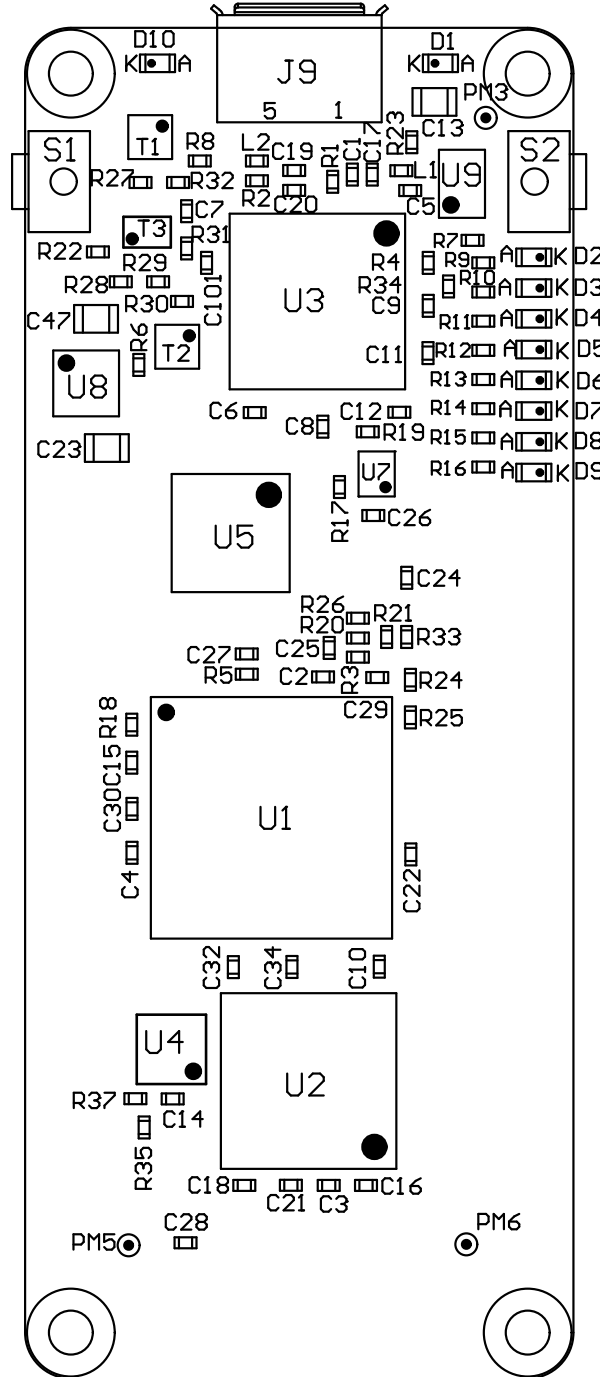 D10
D1
K A
K A
J9
PM3
5 1
C13
T1
S1
S2
R8
L2
C19
R1
C1
C17
R23
L1
U9
R27
R32
R2
C20
C5
C7
T3
R31
R22
R7
R4
R9
A K D2
R29
R28
C101
R34
R10
A K D3
U3
R30
C9
C47
R11
A K D4
R6
T2
C11
R12
A K D5
U8
R13
A K D6
C6
C12
R14
A K D7
C8
R19
C23
R15
A K D8
U7
R16
A K D9
R17
C26
U5
C24
R26
R21
R20
R33
C27
C25
R5
C2
R3
R24
C29
R25
R18
C15
C30
U1
C4
C22
C32
C34
C10
U4
U2
R37
C14
R35
C18
C21
C3
C16
C28
PM5
PM6